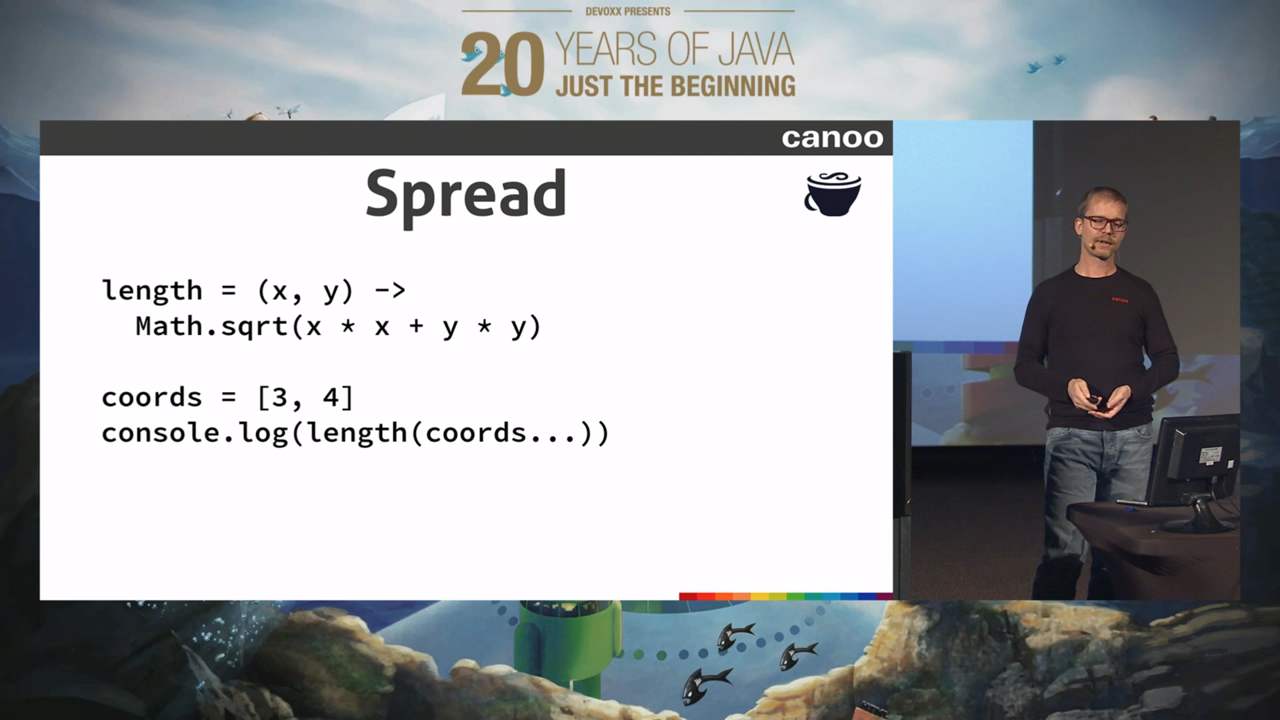 DEVOXX PRESENTS
20 YEARS OF JAVA
JUST THE BEGINNING
canoo
Spread
length = (x, y) ->
Math.sqrt(x * x + y * y)
coords = [3, 4]
console.log(length(coords...))
canoo